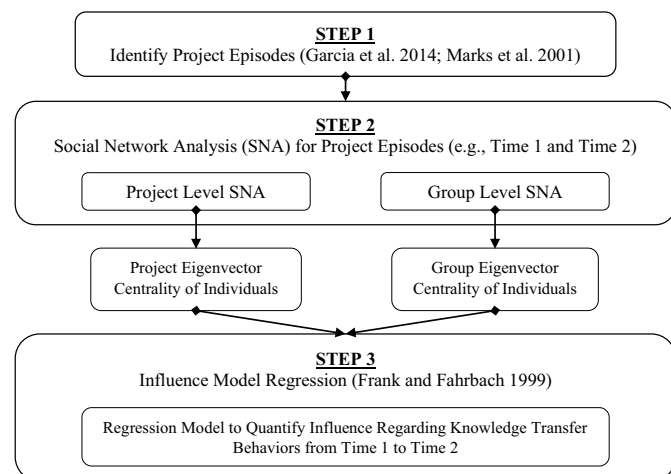 STEP 1
Identify Project Episodes (Garcia et al. 2014; Marks et al. 2001)
STEP 2
Social Network Analysis (SNA) for Project Episodes (e.g., Time 1 and Time 2)
Project Level SNA
Group Level SNA
Project Eigenvector
Centrality of Individuals
Group Eigenvector
Centrality of Individuals
STEP 3
Influence Model Regression (Frank and Fahrbach 1999)
Regression Model to Quantify Influence Regarding Knowledge Transfer
Behaviors from Time 1 to Time 2